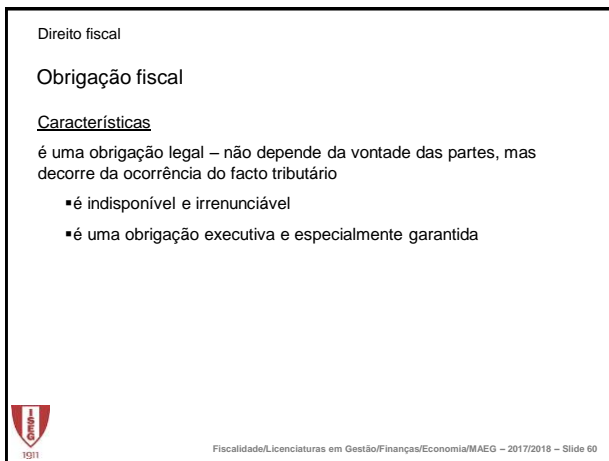 Direito fiscal
Obrigação fiscal
Características
é uma obrigação legal – não depende da vontade das partes, mas
decorre da ocorrência do facto tributário
▪é indisponível e irrenunciável
▪é uma obrigação executiva e especialmente garantida
ISEG
1911
Fiscalidade/Licenciaturas em Gestão/Finanças/Economia/MAEG – 2017/2018 – Slide 60